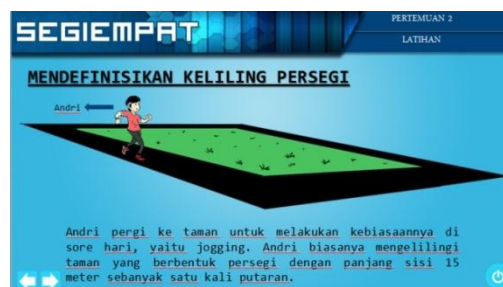 SEGIEMPAT
PERTEMUAN 2
LATIHAN
MENDEFINISIKAN KELILING PERSEGI
Andri
Andri pergi ke taman untuk melakukan kebiasaannya di
sore hari, yaitu jogging. Andri biasanya mengelilingi
taman yang berbentuk persegi dengan panjang sisi 15
meter sebanyak satu kali putaran.